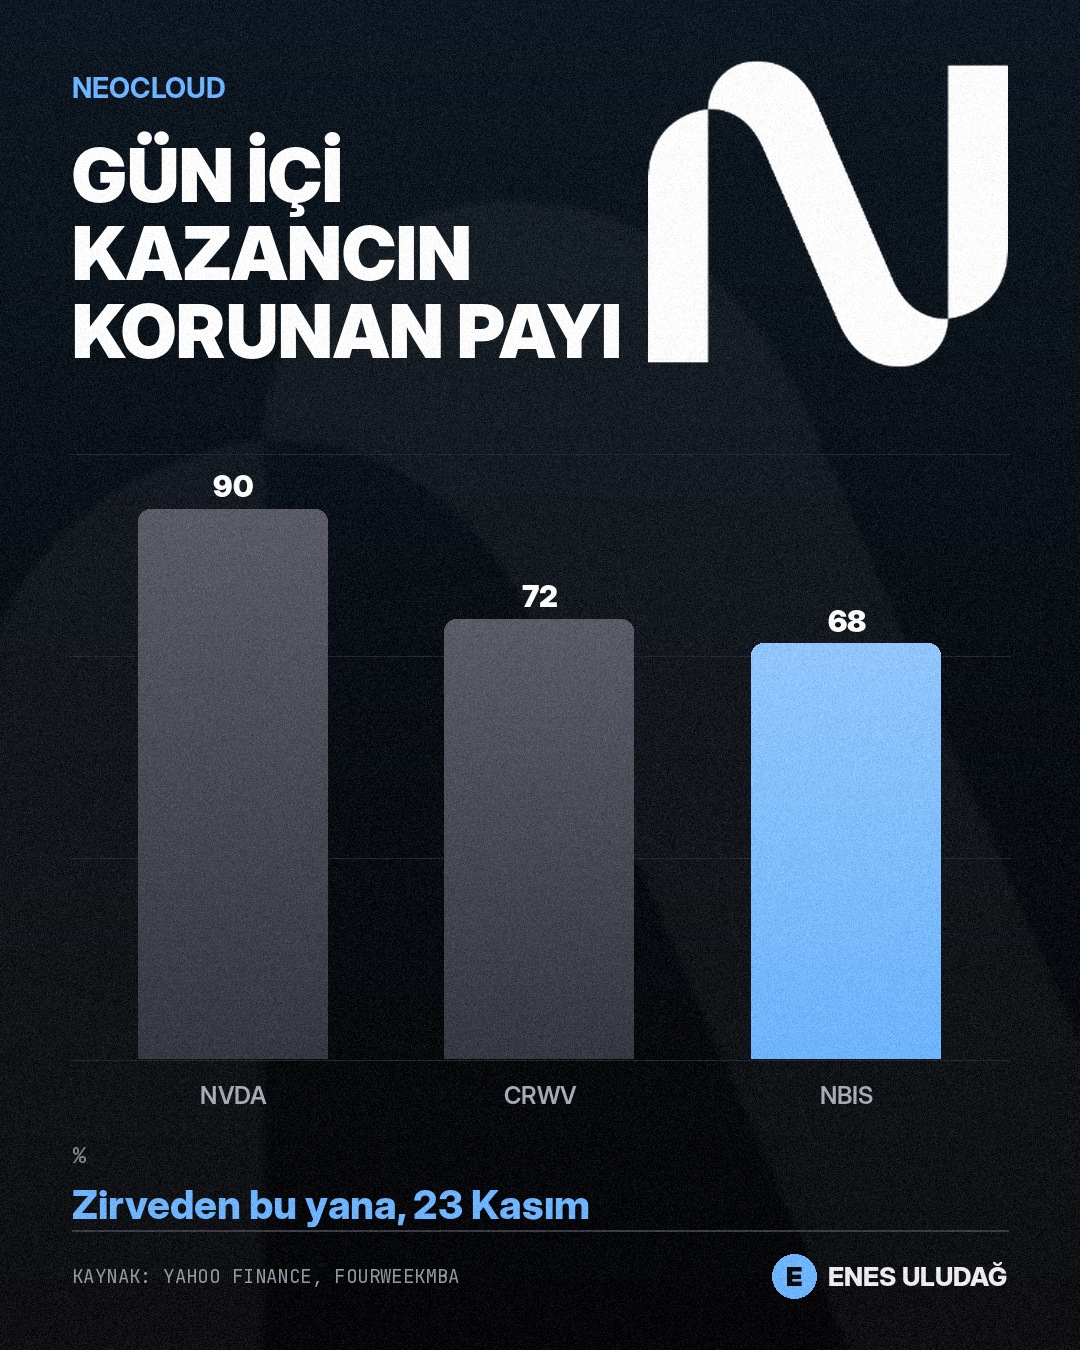 NEOCLOUD
GÜN İÇİ
KAZANCIN
KORUNAN PAYI
90
72
68
NVDA
CRWV
NBIS
%
Zirveden bu yana, 23 Kasım
KAYNAK: YAHOO FINANCE, FOURWEEKMBA
E ENES ULUDAĞ